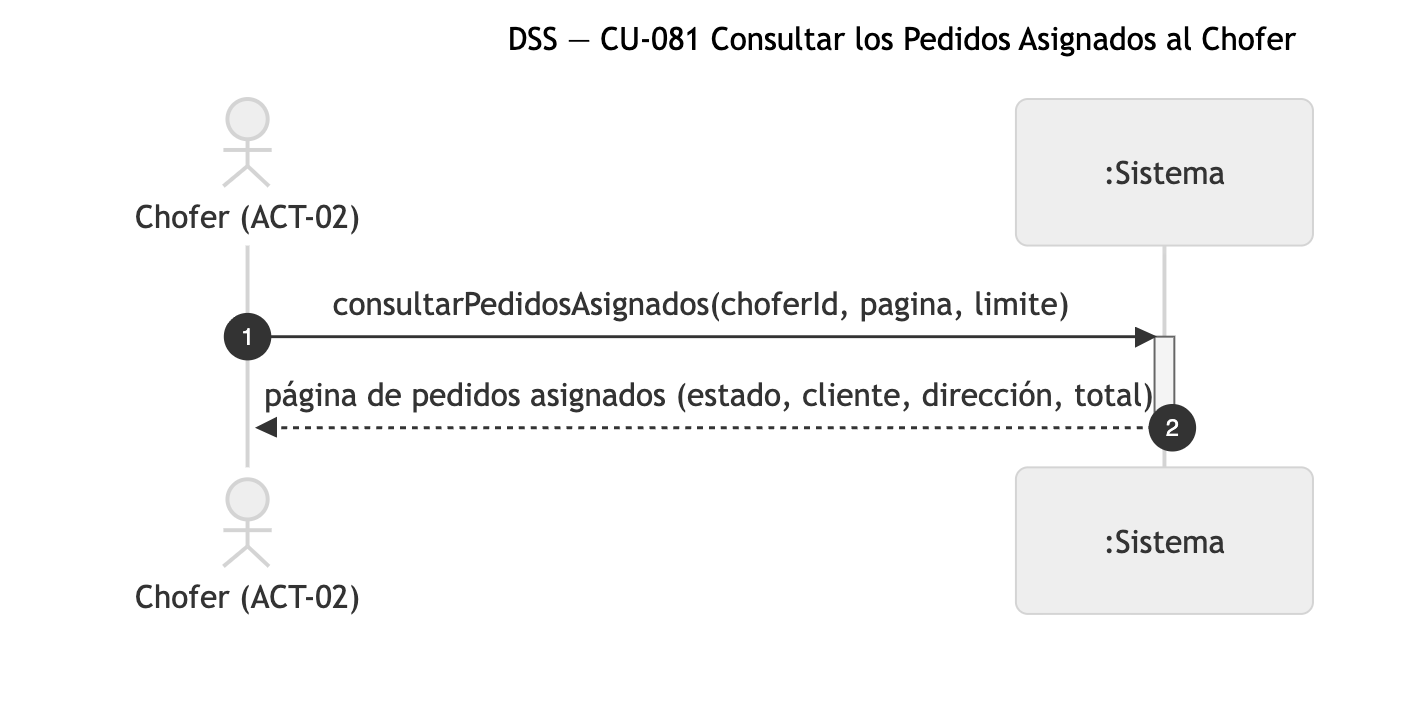 DSS — CU-081 Consultar los Pedidos Asignados al Chofer
Chofer (ACT-02)
:Sistema
consultarPedidosAsignados(choferId, pagina, limite)
1
página de pedidos asignados (estado, cliente, dirección, total)
2
Chofer (ACT-02)
:Sistema